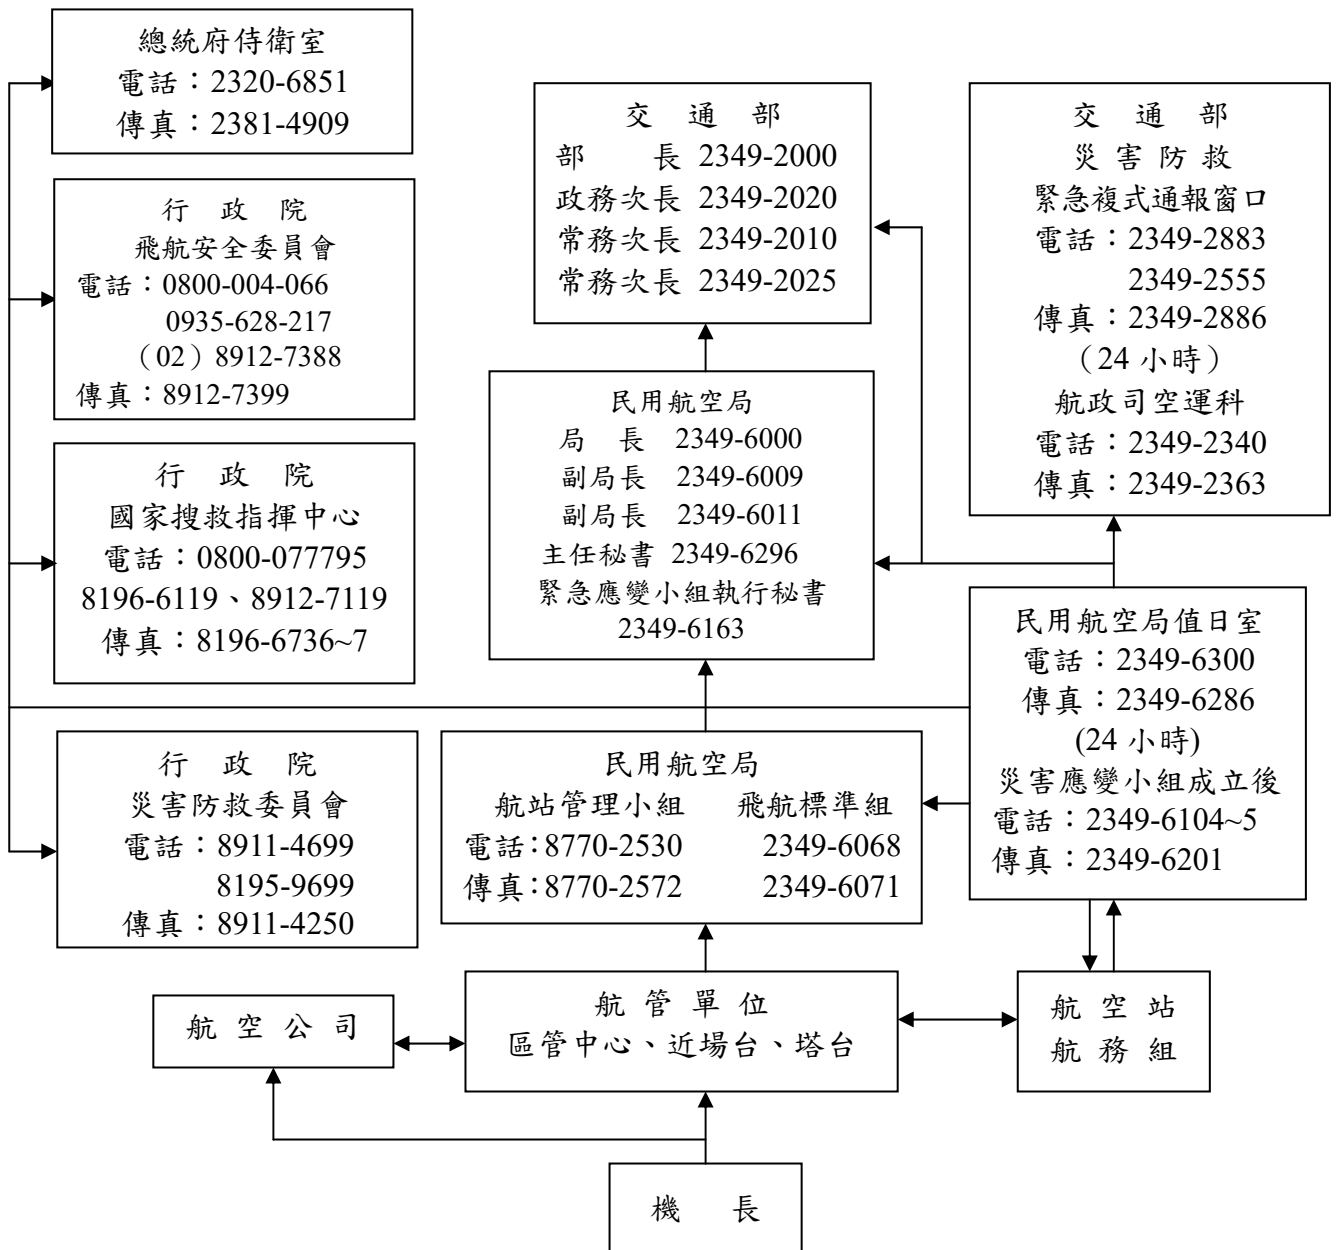 總統府侍衛室
電話：2320-6851
傳真：2381-4909
行 政 院
飛航安全委員會
電話：0800-004-066
0935-628-217
（02）8912-7388
傳真：8912-7399
行 政 院
國家搜救指揮中心
電話：0800-077795
8196-6119、8912-7119
傳真：8196-6736~7
行 政 院
災害防救委員會
電話：8911-4699
8195-9699
傳真：8911-4250
交 通 部
部 長 2349-2000
政務次長 2349-2020
常務次長 2349-2010
常務次長 2349-2025
民用航空局
局 長 2349-6000
副局長 2349-6009
副局長 2349-6011
主任秘書 2349-6296
緊急應變小組執行秘書
2349-6163
民用航空局
航站管理小組 飛航標準組
電話：8770-2530 2349-6068
傳真：8770-2572 2349-6071
交 通 部
災 害 防 救
緊急複式通報窗口
電話：2349-2883
2349-2555
傳真：2349-2886
（24 小時）
航政司空運科
電話：2349-2340
傳真：2349-2363
民用航空局值日室
電話：2349-6300
傳真：2349-6286
(24 小時)
災害應變小組成立後
電話：2349-6104~5
傳真：2349-6201
航 空 公 司
航 管 單 位
區管中心、近場台、塔台
航 空 站
航 務 組
機 長